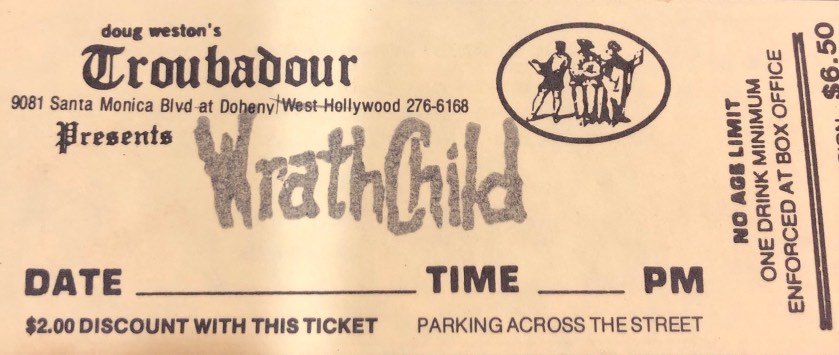 doug weston's
Troubadour
9081 Santa Monica Blvd at Doheny/West Hollywood 276-6168
Presents
WrathChild
DATE TIME PM
$2.00 DISCOUNT WITH THIS TICKET PARKING ACROSS THE STREET
NO AGE LIMIT
ONE DRINK MINIMUM
ENFORCED AT BOX OFFICE
$6.50